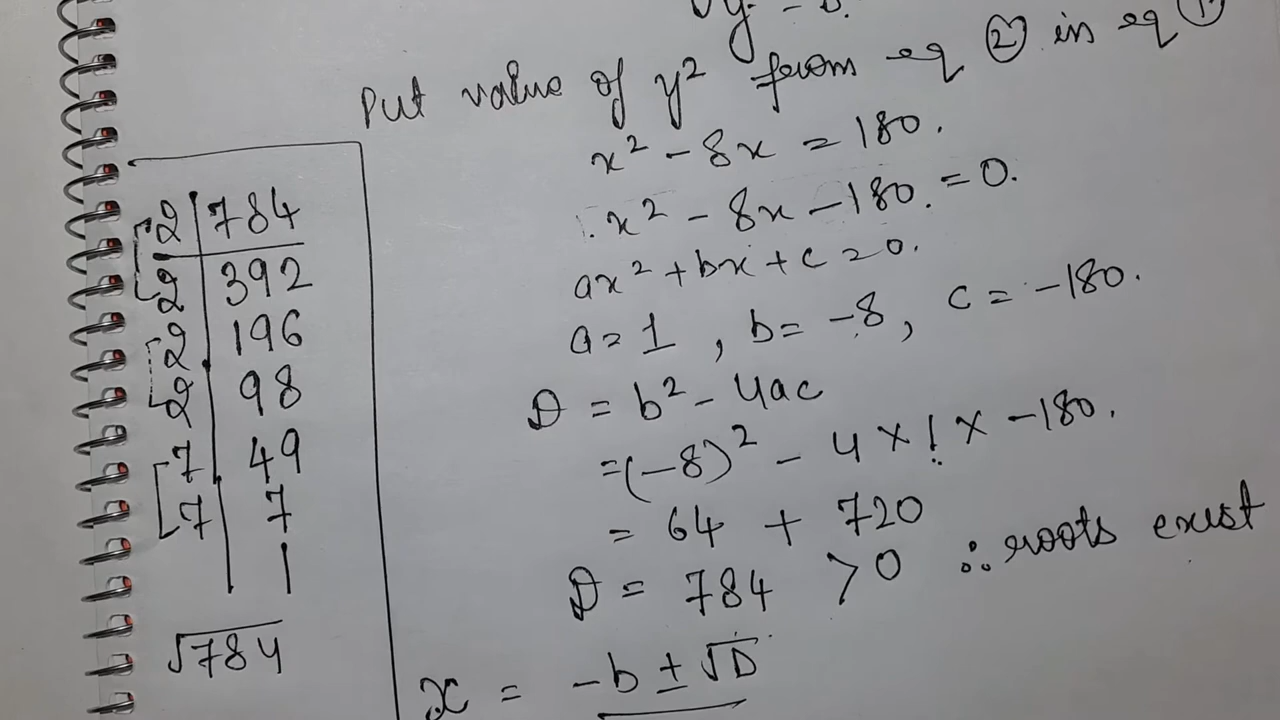 Put value of y² from eq ② in eq ①
x² - 8x = 180.
x² - 8x - 180. = 0.
ax² + bx + c = 0.
a = 1, b = -8, c = -180.
D = b² - 4ac
= (-8)² - 4 × 1 × -180.
= 64 + 720
D = 784 > 0 ∴ roots exist
x = -b ± √D
2 | 784
2 | 392
2 | 196
2 | 98
7 | 49
7 | 7
| 1
√784